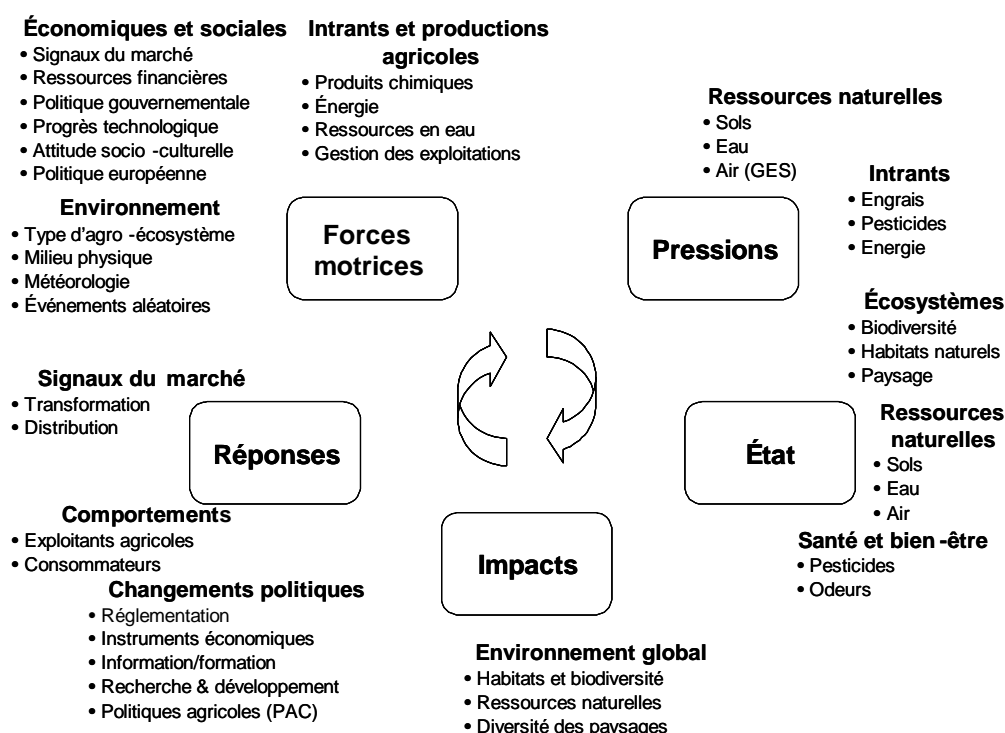 Économiques et sociales
• Signaux du marché
• Ressources financières
• Politique gouvernementale
• Progrès technologique
• Attitude socio -culturelle
• Politique européenne
Intrants et productions
agricoles
• Produits chimiques
• Énergie
• Ressources en eau
• Gestion des exploitations
Environnement
• Type d'agro -écosystème
• Milieu physique
• Météorologie
• Événements aléatoires
Forces
motrices
Ressources naturelles
• Sols
• Eau
• Air (GES)
Intrants
• Engrais
• Pesticides
• Energie
Pressions
Écosystèmes
• Biodiversité
• Habitats naturels
• Paysage
Ressources
naturelles
• Sols
• Eau
• Air
Santé et bien -être
• Pesticides
• Odeurs
État
Impacts
Environnement global
• Habitats et biodiversité
• Ressources naturelles
• Diversité des paysages
Signaux du marché
• Transformation
• Distribution
Réponses
Comportements
• Exploitants agricoles
• Consommateurs
Changements politiques
• Réglementation
• Instruments économiques
• Information/formation
• Recherche & développement
• Politiques agricoles (PAC)